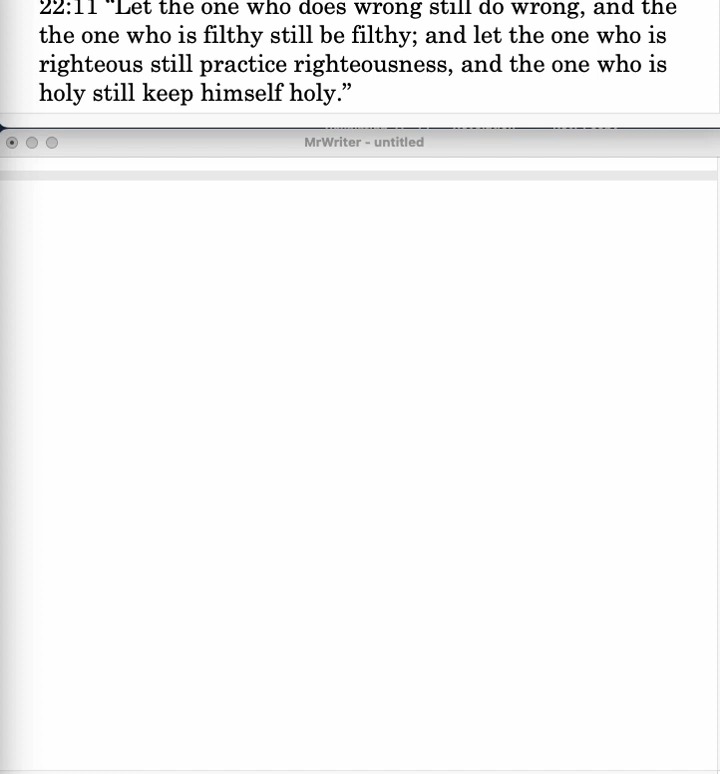 22:11 “Let the one who does wrong still do wrong, and the
the one who is filthy still be filthy; and let the one who is
righteous still practice righteousness, and the one who is
holy still keep himself holy.”
MrWriter - untitled